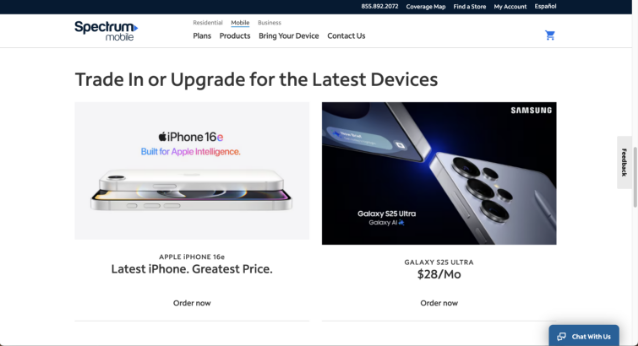 855.892.2072 Coverage Map Find a Store My Account Español
Spectrum
mobile
Residential Mobile Business
Plans Products Bring Your Device Contact Us
Trade In or Upgrade for the Latest Devices
iPhone 16e
Built for Apple Intelligence.
SAMSUNG
Galaxy S25 Ultra
Galaxy AI
APPLE iPHONE 16e
Latest iPhone. Greatest Price.
Order now
GALAXY S25 ULTRA
$28/Mo
Order now
Feedback
Chat With Us